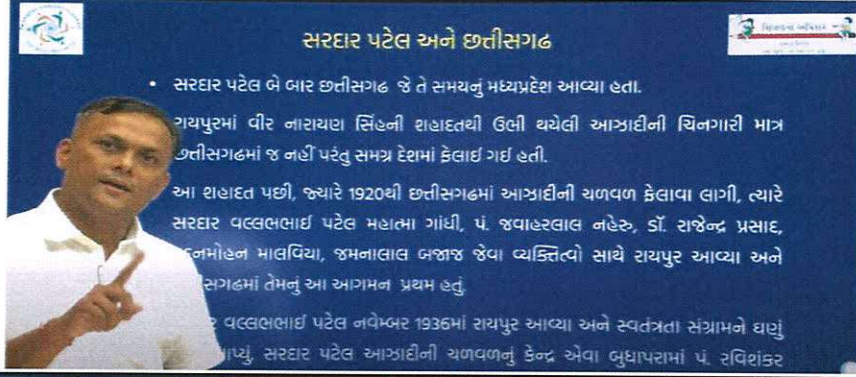 સરદાર પટેલ અને છત્તીસગઢ
• સરદાર પટેલ બે બાર છત્તીસગઢ જે તે સમયનું મધ્યપ્રદેશ આવ્યા હતા.
રાયપુરમાં વીર નારાયણ સિંહની શહાદતથી ઉભી થયેલી આઝાદીની ચિનગારી માત્ર
છત્તીસગઢમાં જ નહીં પરંતુ સમગ્ર દેશમાં ફેલાઈ ગઈ હતી.
આ શહાદત પછી, જ્યારે 1920થી છત્તીસગઢમાં આઝાદીની ચળવળ ફેલાવા લાગી, ત્યારે
સરદાર વલ્લભભાઈ પટેલ મહાત્મા ગાંધી, પં. જવાહરલાલ નહેરુ, ડૉ. રાજેન્દ્ર પ્રસાદ,
માલવિયા, જમનાલાલ બજાજ જેવા વ્યક્તિત્વો સાથે રાયપુર આવ્યા અને
તેમનું આ આગમન પ્રથમ હતું.
વલ્લભભાઈ પટેલ નવેમ્બર 1936માં રાયપુર આવ્યા અને સ્વતંત્રતા સંગ્રામને ઘણું
સરદાર પટેલ આઝાદીની ચળવળનું કેન્દ્ર એવા બુધાપરામાં પં. રવિશંકર